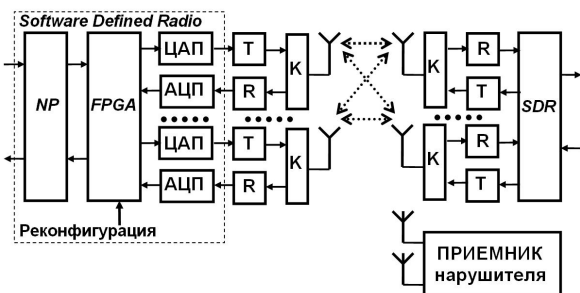 Software Defined Radio
NP
FPGA
ЦАП
T
K
АЦП
R
ЦАП
T
K
АЦП
R
Реконфигурация
K
R
T
K
R
T
SDR
ПРИЕМНИК
нарушителя